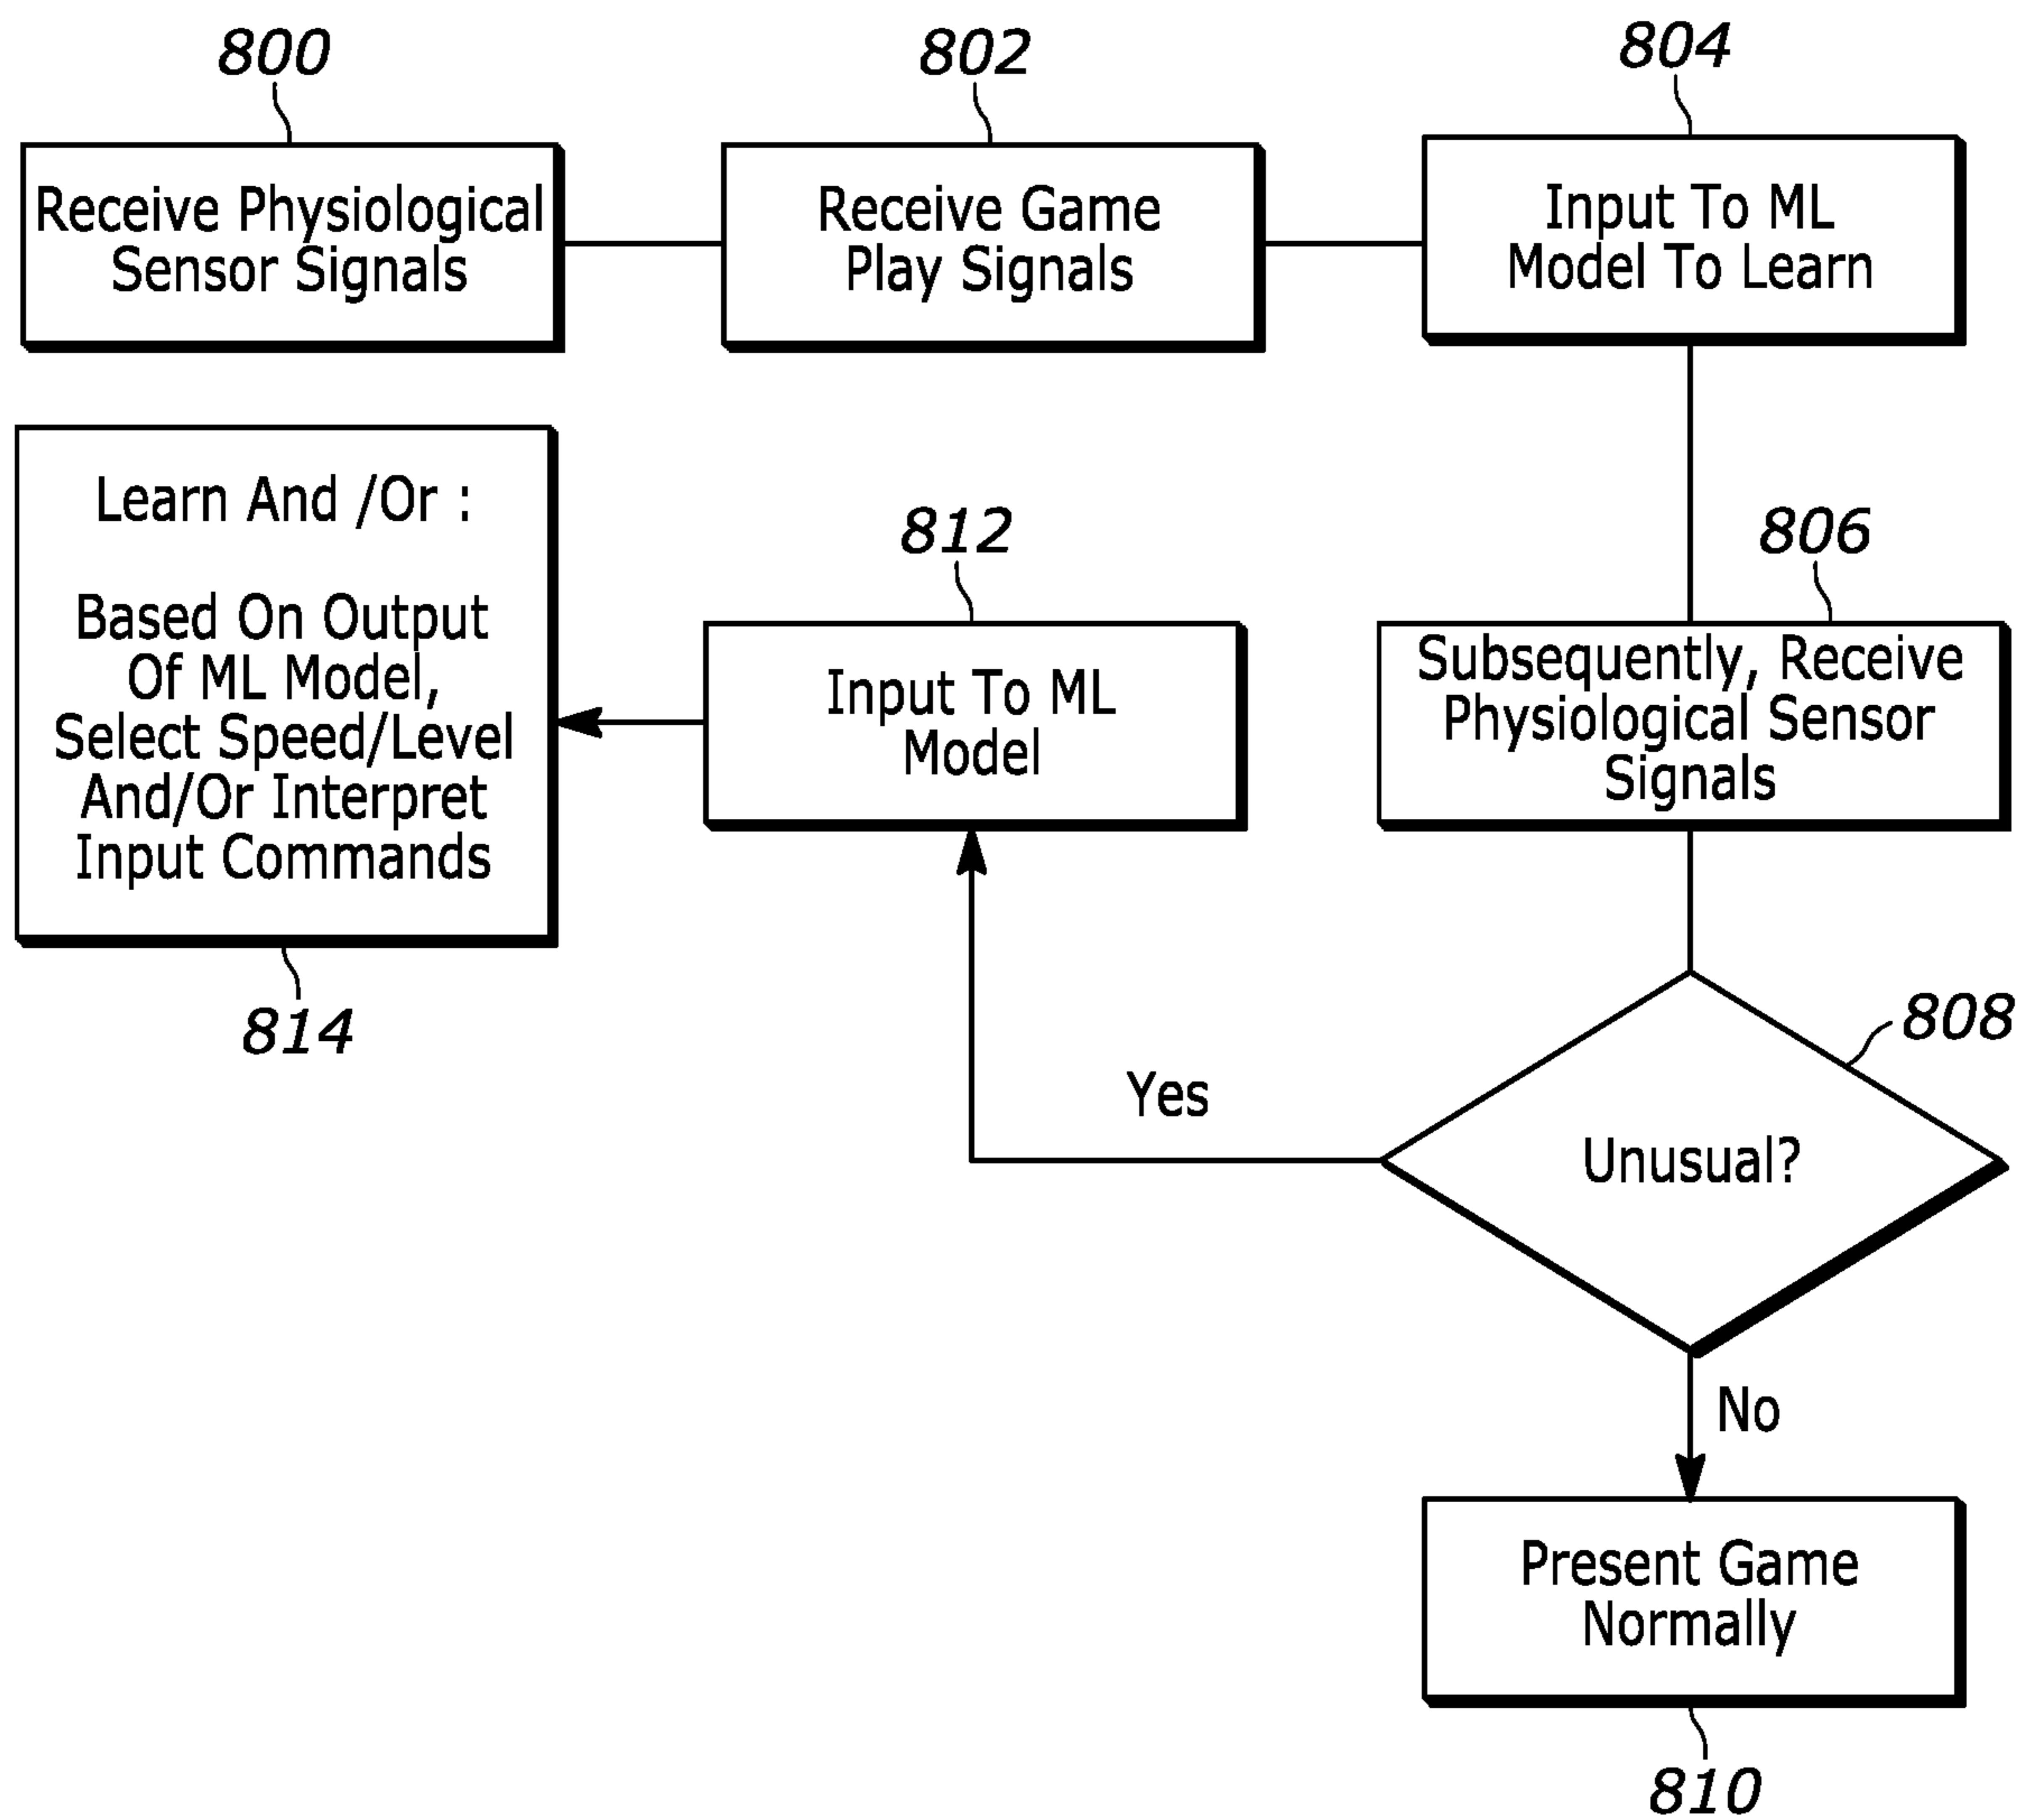 800
Receive Physiological
Sensor Signals
802
Receive Game
Play Signals
804
Input To ML
Model To Learn
806
Subsequently, Receive
Physiological Sensor
Signals
808
Unusual?
Yes
No
812
Input To ML
Model
Learn And /Or :
Based On Output
Of ML Model,
Select Speed/Level
And/Or Interpret
Input Commands
814
Present Game
Normally
810